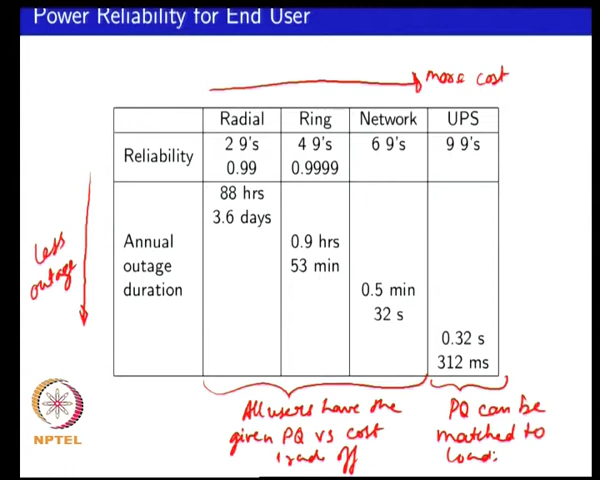 Power Reliability for End User
more cost
Radial Ring Network UPS
Reliability
2 9's 4 9's 6 9's 9 9's
0.99 0.9999
88 hrs
3.6 days
Annual
outage
duration
0.9 hrs
53 min
0.5 min
32 s
0.32 s
312 ms
less
outage
All users have the
given PQ vs cost
trade off
PQ can be
matched to
load
NPTEL